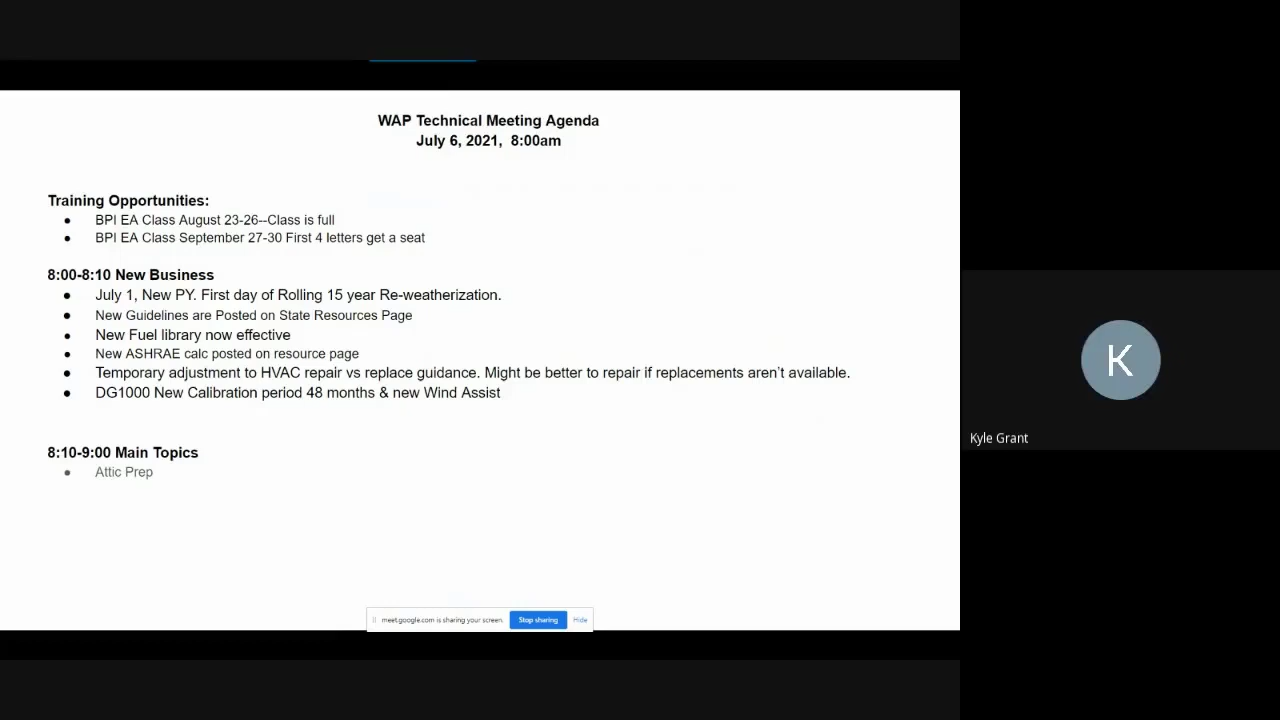 WAP Technical Meeting Agenda
July 6, 2021, 8:00am
Training Opportunities:
● BPI EA Class August 23-26--Class is full
● BPI EA Class September 27-30 First 4 letters get a seat
8:00-8:10 New Business
● July 1, New PY. First day of Rolling 15 year Re-weatherization.
● New Guidelines are Posted on State Resources Page
● New Fuel library now effective
● New ASHRAE calc posted on resource page
● Temporary adjustment to HVAC repair vs replace guidance. Might be better to repair if replacements aren't available.
● DG1000 New Calibration period 48 months & new Wind Assist
8:10-9:00 Main Topics
● Attic Prep
meet.google.com is sharing your screen. Stop sharing Hide
K
Kyle Grant